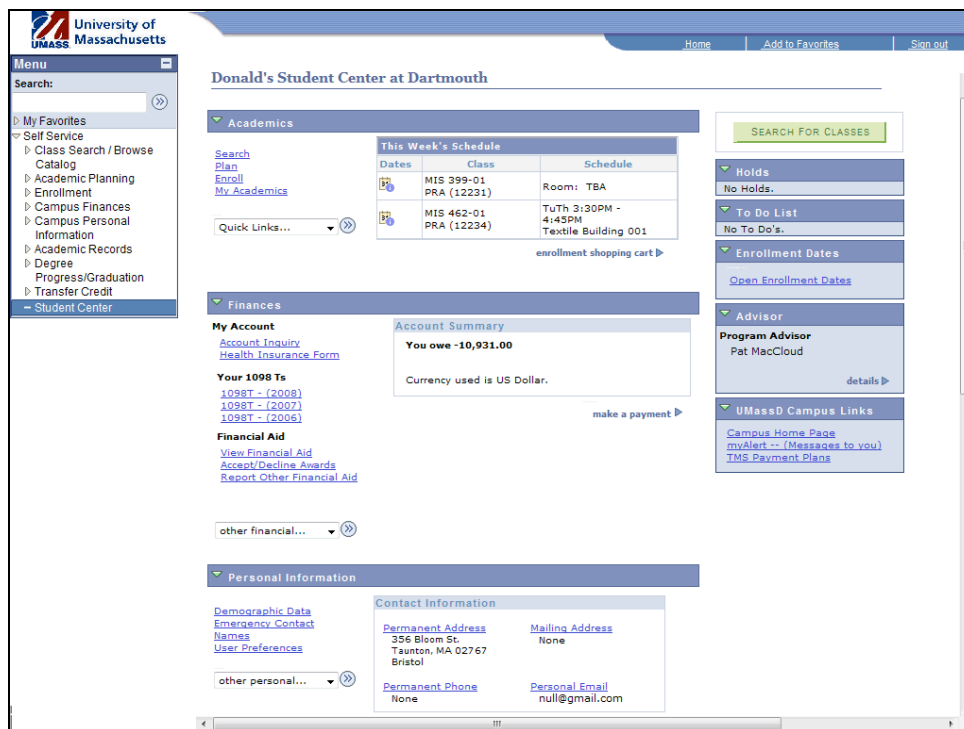 University of
Massachusetts
UMASS
Home
Add to Favorites
Sign out
Menu
Search:
My Favorites
Self Service
Class Search / Browse
Catalog
Academic Planning
Enrollment
Campus Finances
Campus Personal
Information
Academic Records
Degree
Progress/Graduation
Transfer Credit
Student Center
Donald's Student Center at Dartmouth
Academics
Search
Plan
Enroll
My Academics
Quick Links...
This Week's Schedule
Dates Class Schedule
MIS 399-01
PRA (12231)
Room: TBA
MIS 462-01
PRA (12234)
TuTh 3:30PM -
4:45PM
Textile Building 001
enrollment shopping cart
Finances
My Account
Account Inquiry
Health Insurance Form
Your 1098 Ts
1098T - (2008)
1098T - (2007)
1098T - (2006)
Financial Aid
View Financial Aid
Accept/Decline Awards
Report Other Financial Aid
other financial...
Account Summary
You owe -10,931.00
Currency used is US Dollar.
make a payment
Personal Information
Demographic Data
Emergency Contact
Names
User Preferences
other personal...
Contact Information
Permanent Address
356 Bloom St.
Taunton, MA 02767
Bristol
Mailing Address
None
Permanent Phone
None
Personal Email
null@gmail.com
SEARCH FOR CLASSES
Holds
No Holds.
To Do List
No To Do's.
Enrollment Dates
Open Enrollment Dates
Advisor
Program Advisor
Pat MacCloud
details
UMassD Campus Links
Campus Home Page
myAlert -- (Messages to you)
TMS Payment Plans